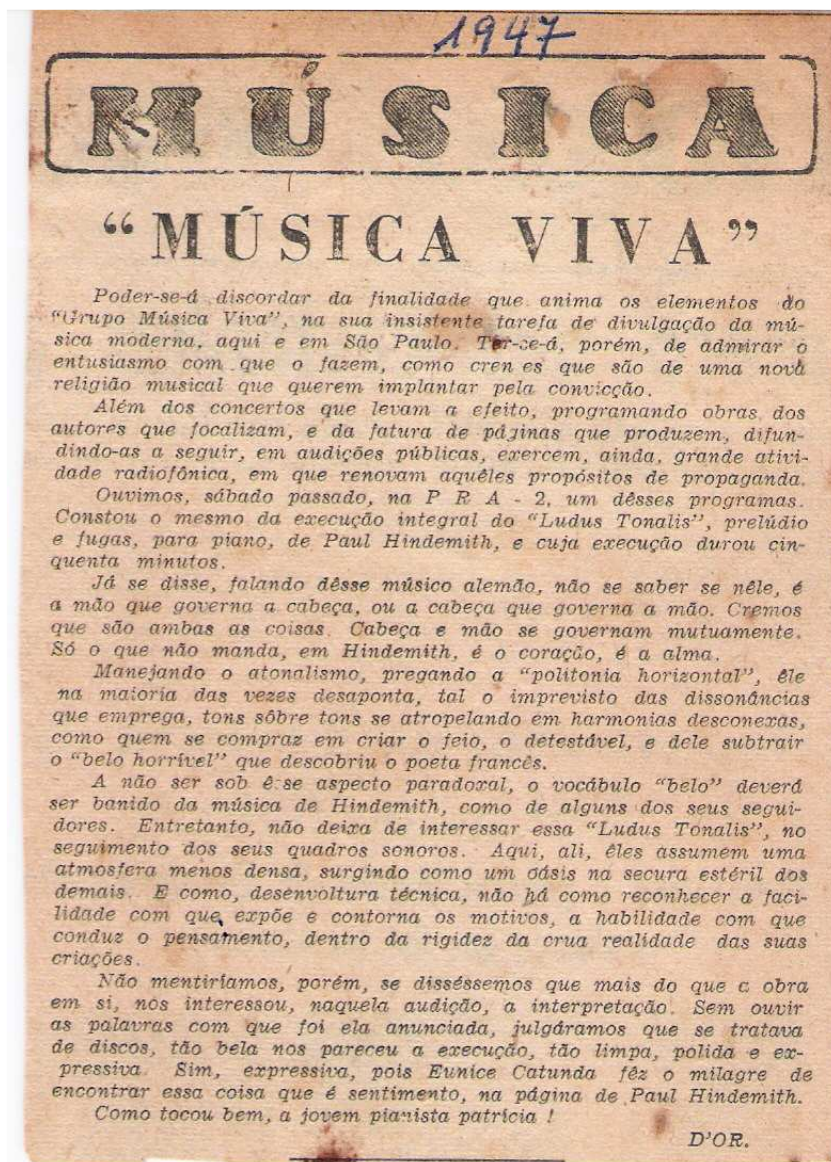 1947
MÚSICA
“MÚSICA VIVA”
Poder-se-á discordar da finalidade que anima os elementos do
“Grupo Música Viva”, na sua insistente tarefa de divulgação da mú-
sica moderna, aqui e em São Paulo. Ter-se-á, porém, de admirar o
entusiasmo com que o fazem, como cren es que são de uma nova
religião musical que querem implantar pela convicção.
Além dos concertos que levam a efeito, programando obras dos
autores que focalizam, e da fatura de páginas que produzem, difun-
dindo-as a seguir, em audições públicas, exercem, ainda, grande ativi-
dade radiofônica, em que renovam aquêles propósitos de propaganda.
Ouvimos, sábado passado, na P R A - 2, um dêsses programas.
Constou o mesmo da execução integral do “Ludus Tonalis”, prelúdio
e fugas, para piano, de Paul Hindemith, e cuja execução durou cin-
quenta minutos.
Já se disse, falando dêsse músico alemão, não se saber se nêle, é
a mão que governa a cabeça, ou a cabeça que governa a mão. Cremos
que são ambas as coisas. Cabeça e mão se governam mutuamente.
Só o que não manda, em Hindemith, é o coração, é a alma.
Manejando o atonalismo, pregando a “politonia horizontal”, êle
na maioria das vezes desaponta, tal o imprevisto das dissonâncias
que emprega, tons sôbre tons se atropelando em harmonias desconexas,
como quem se compraz em criar o feio, o detestável, e dele subtrair
o “belo horrível” que descobriu o poeta francês.
A não ser sob ê:se aspecto paradoxal, o vocábulo “belo” deverá
ser banido da música de Hindemith, como de alguns dos seus segui-
dores. Entretanto, não deixa de interessar essa “Ludus Tonalis”, no
seguimento dos seus quadros sonoros. Aqui, ali, êles assumem uma
atmosfera menos densa, surgindo como um oásis na secura estéril dos
demais. E como, desenvoltura técnica, não há como reconhecer a faci-
lidade com que expõe e contorna os motivos, a habilidade com que
conduz o pensamento, dentro da rigidez da crua realidade das suas
criações.
Não mentiríamos, porém, se disséssemos que mais do que a obra
em si, nos interessou, naquela audição, a interpretação. Sem ouvir
as palavras com que foi ela anunciada, julgáramos que se tratava
de discos, tão bela nos pareceu a execução, tão limpa, polida e ex-
pressiva. Sim, expressiva, pois Eunice Catunda fêz o milagre de
encontrar essa coisa que é sentimento, na página de Paul Hindemith.
Como tocou bem, a jovem pianista patrícia !
D’OR.